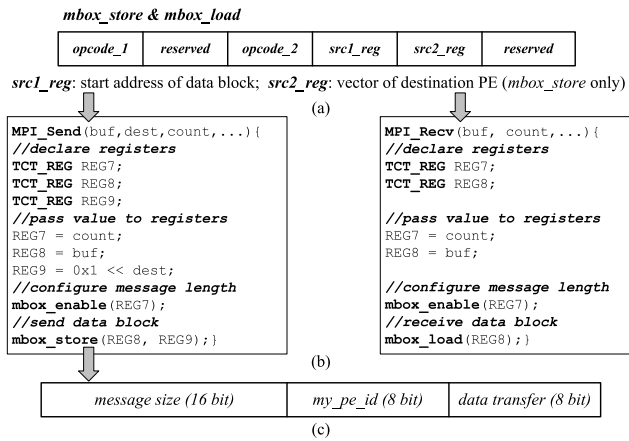 mbox_store & mbox_load
opcode_1 reserved opcode_2 src1_reg src2_reg reserved
src1_reg: start address of data block; src2_reg: vector of destination PE (mbox_store only)
(a)
MPI_Send(buf,dest,count,...){
//declare registers
TCT_REG REG7;
TCT_REG REG8;
TCT_REG REG9;
//pass value to registers
REG7 = count;
REG8 = buf;
REG9 = 0x1 << dest;
//configure message length
mbox_enable(REG7);
//send data block
mbox_store(REG8, REG9);}
MPI_Recv(buf, count,...){
//declare registers
TCT_REG REG7;
TCT_REG REG8;
//pass value to registers
REG7 = count;
REG8 = buf;
//configure message length
mbox_enable(REG7);
//receive data block
mbox_load(REG8);}
(b)
message size (16 bit) my_pe_id (8 bit) data transfer (8 bit)
(c)